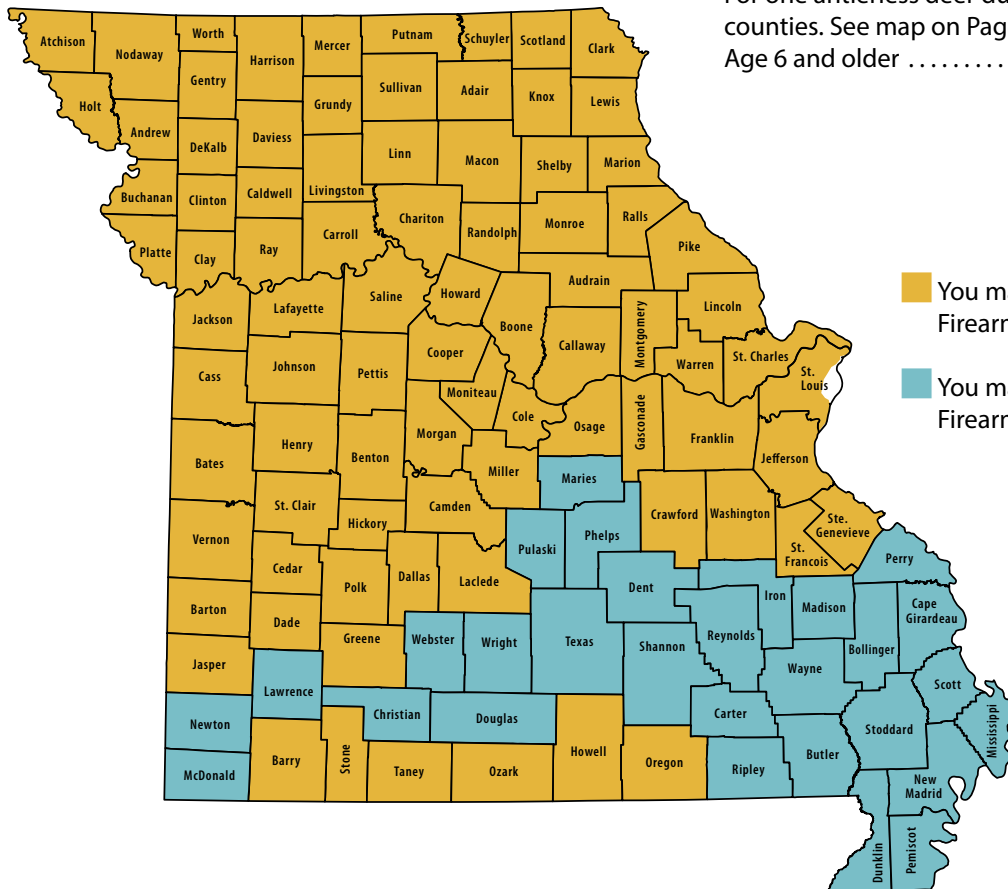 For one antlerless deer du
counties. See map on Pag
Age 6 and older .........
Atchison
Nodaway
Worth
Harrison
Mercer
Putnam
Schuyler
Scotland
Clark
Gentry
Sullivan
Adair
Knox
Lewis
Holt
Andrew
DeKalb
Daviess
Grundy
Linn
Macon
Shelby
Marion
Buchanan
Clinton
Caldwell
Livingston
Chariton
Randolph
Monroe
Ralls
Platte
Clay
Ray
Carroll
Pike
Audrain
Jackson
Lafayette
Saline
Howard
Boone
Callaway
Montgomery
Lincoln
You m
Firearm
Cass
Johnson
Pettis
Cooper
Moniteau
Cole
Osage
Gasconade
Warren
St. Charles
St.
Louis
You m
Firearm
Bates
Henry
Benton
Morgan
Miller
Maries
Franklin
Jefferson
Vernon
St. Clair
Hickory
Camden
Pulaski
Phelps
Crawford
Washington
St.
Francois
Ste.
Genevieve
Perry
Barton
Cedar
Polk
Dallas
Laclede
Dent
Iron
Madison
Cape
Girardeau
Dade
Greene
Webster
Wright
Texas
Shannon
Reynolds
Wayne
Bollinger
Scott
Jasper
Lawrence
Newton
Christian
Douglas
Carter
Butler
Stoddard
Mississippi
McDonald
Barry
Stone
Taney
Ozark
Howell
Oregon
Ripley
New
Madrid
Dunklin
Pemiscot